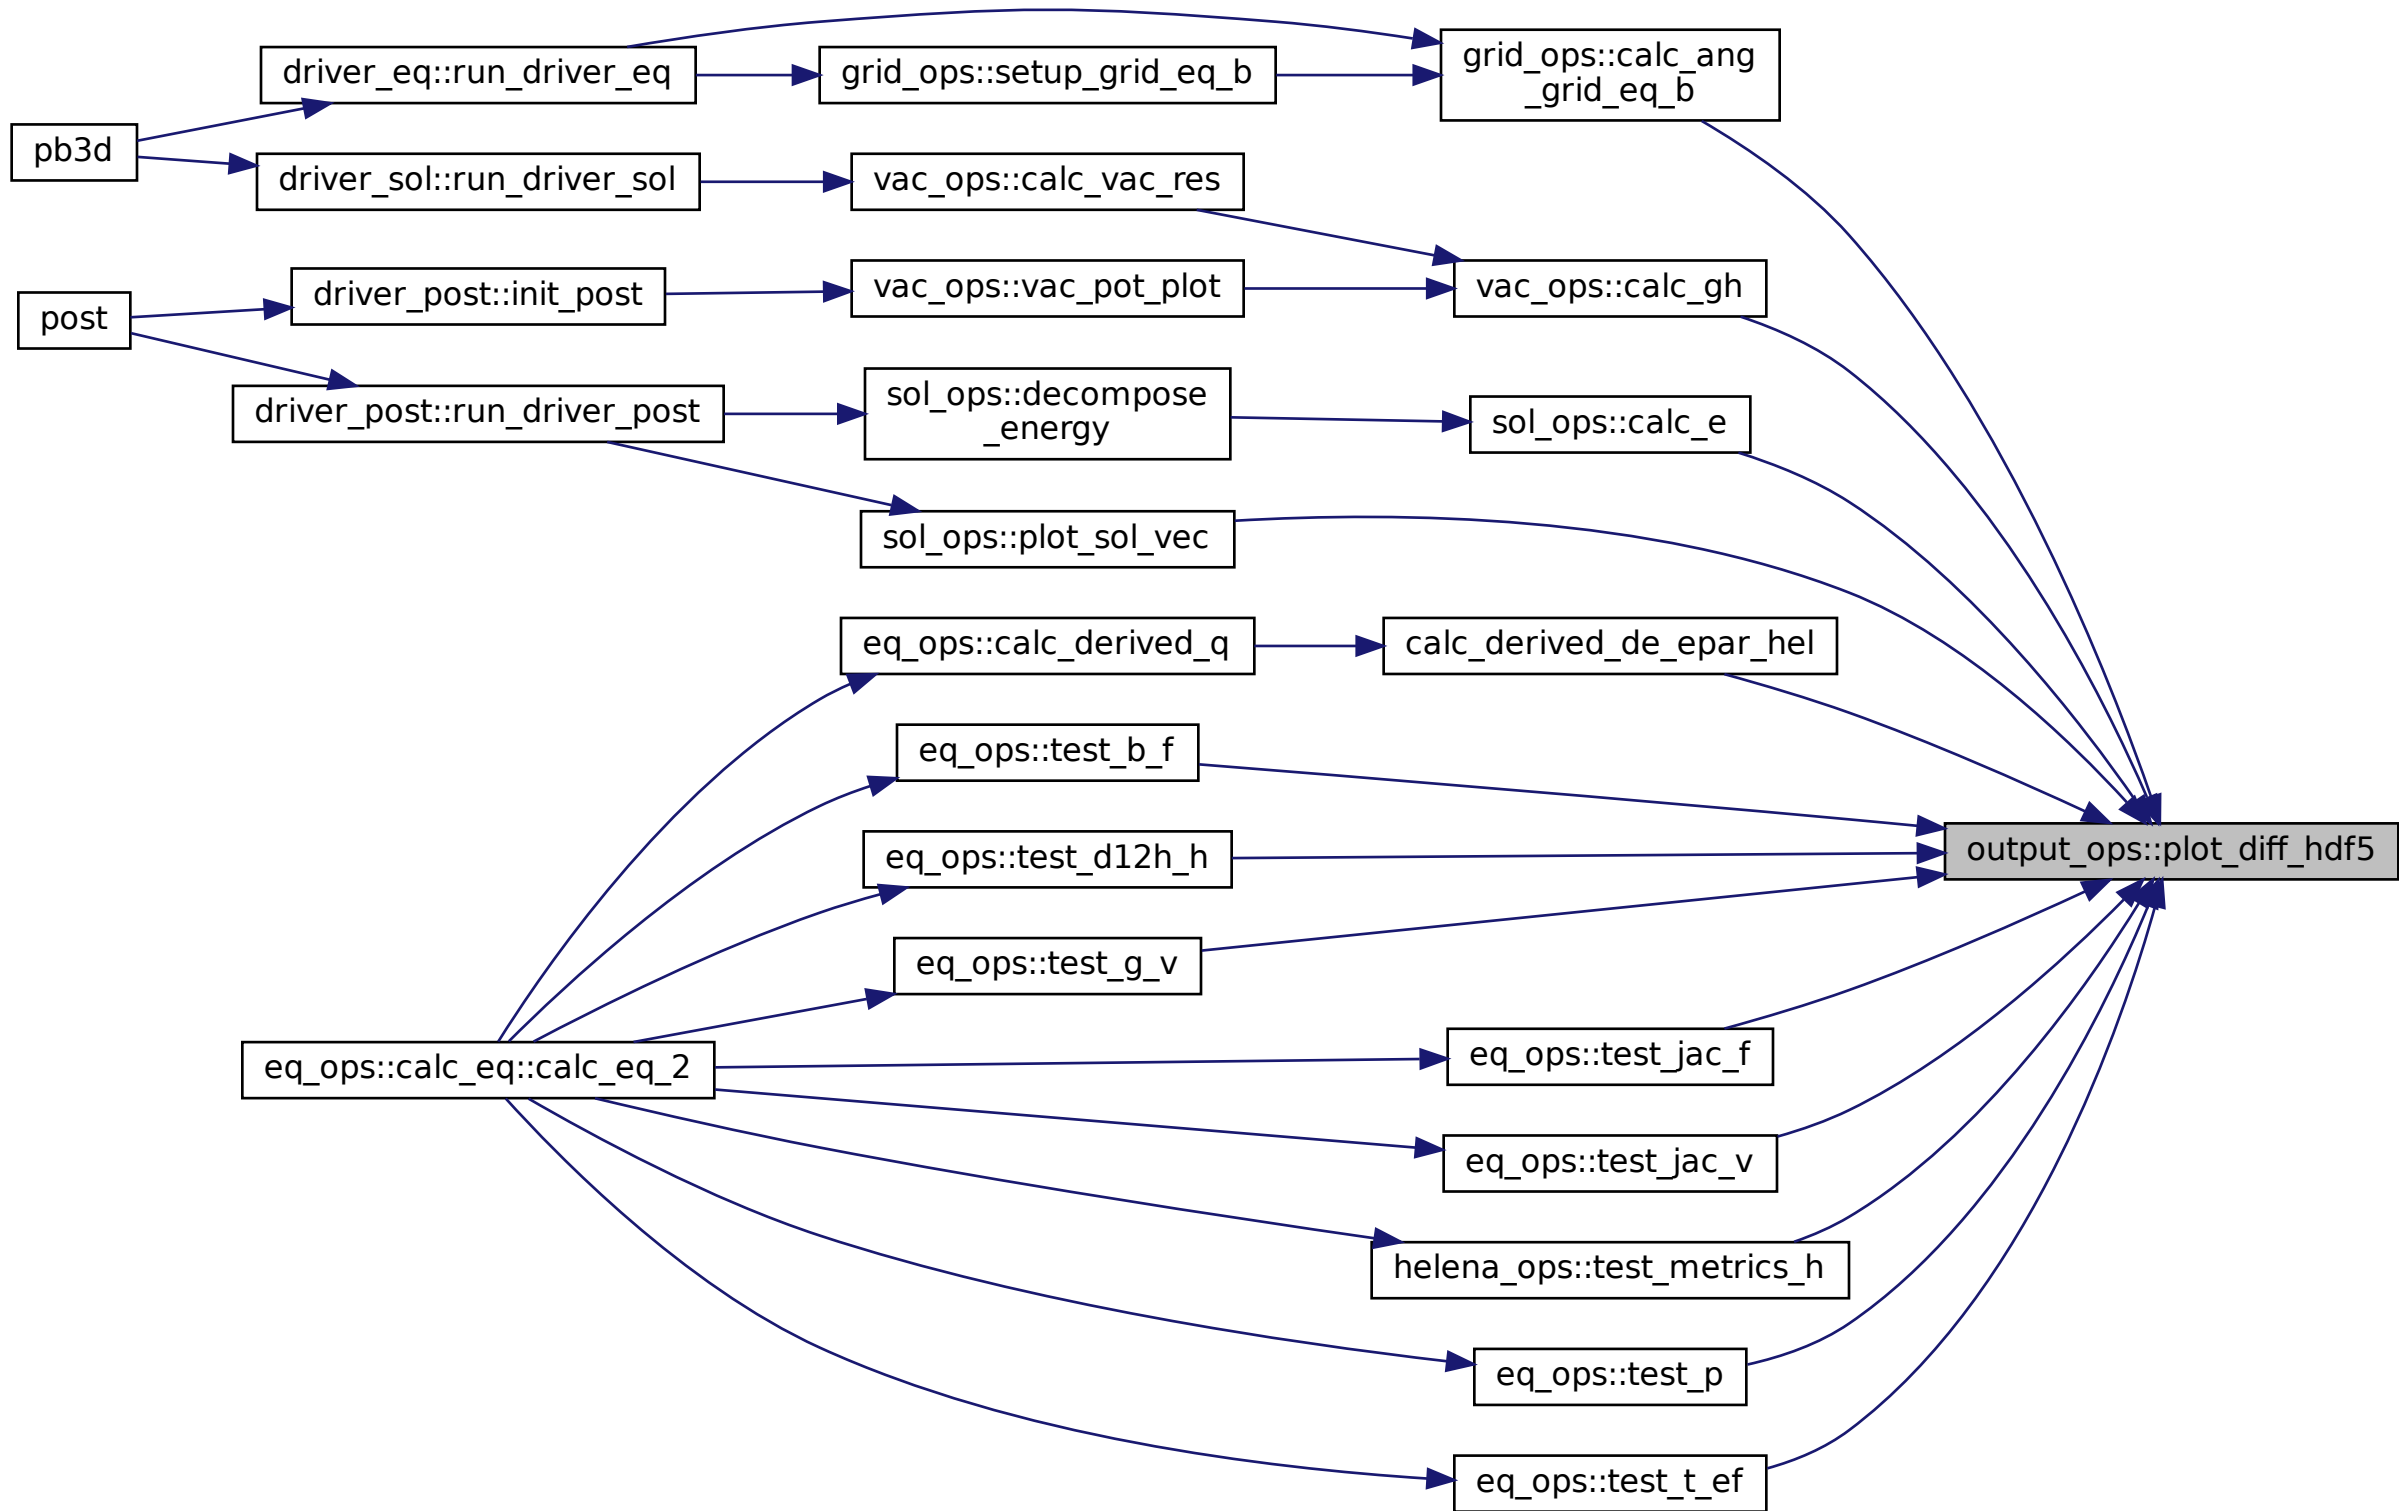 grid_ops::calc_ang
_grid_eq_b
driver_eq::run_driver_eq
grid_ops::setup_grid_eq_b
pb3d
driver_sol::run_driver_sol
vac_ops::calc_vac_res
driver_post::init_post
vac_ops::vac_pot_plot
vac_ops::calc_gh
post
driver_post::run_driver_post
sol_ops::decompose
_energy
sol_ops::calc_e
sol_ops::plot_sol_vec
eq_ops::calc_derived_q
calc_derived_de_epar_hel
eq_ops::test_b_f
output_ops::plot_diff_hdf5
eq_ops::test_d12h_h
eq_ops::test_g_v
eq_ops::calc_eq::calc_eq_2
eq_ops::test_jac_f
eq_ops::test_jac_v
helena_ops::test_metrics_h
eq_ops::test_p
eq_ops::test_t_ef